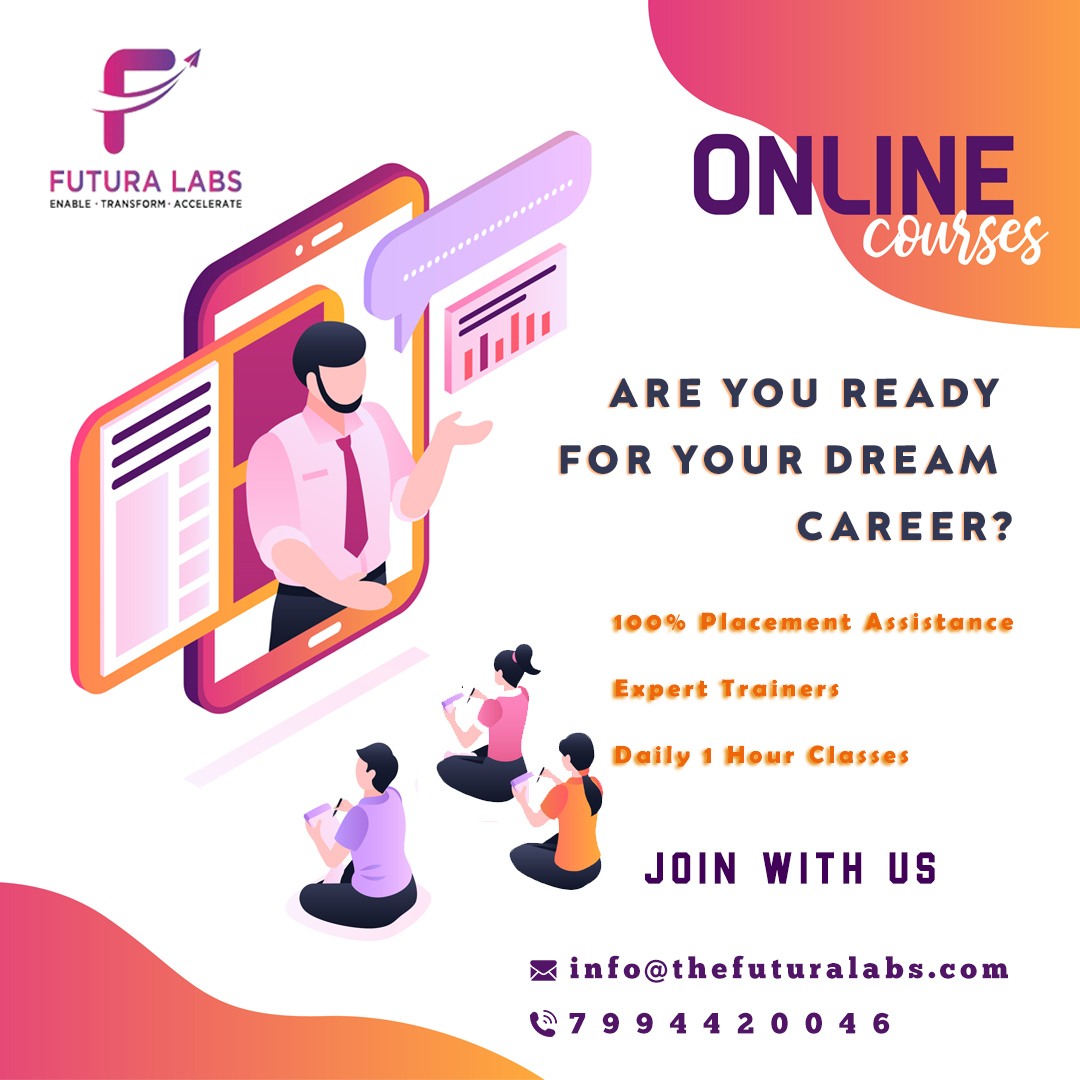 FUTURA LABS
ENABLE · TRANSFORM · ACCELERATE
ONLINE
courses
ARE YOU READY
FOR YOUR DREAM
CAREER?
100% Placement Assistance
Expert Trainers
Daily 1 Hour Classes
JOIN WITH US
info@thefuturalabs.com
7994420046